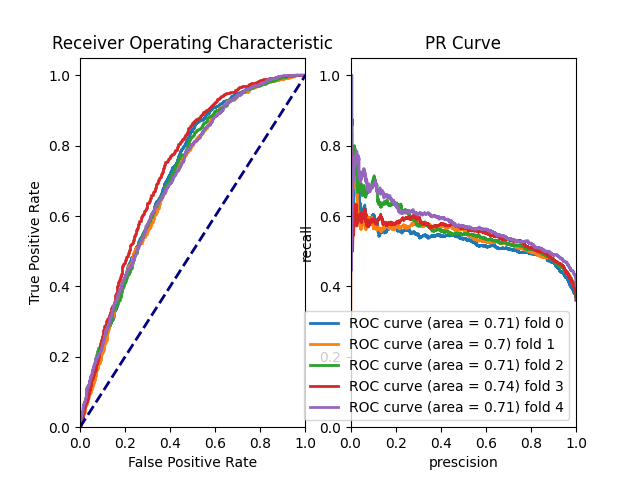 Receiver Operating Characteristic
PR Curve
True Positive Rate
1.0
0.8
0.6
0.4
0.2
0.0
0.0 0.2 0.4 0.6 0.8 1.0
False Positive Rate
recall
1.0
0.8
0.6
0.4
0.2
0.0
ROC curve (area = 0.71) fold 0
ROC curve (area = 0.7) fold 1
ROC curve (area = 0.71) fold 2
ROC curve (area = 0.74) fold 3
ROC curve (area = 0.71) fold 4
0.0 0.2 0.4 0.6 0.8 1.0
prescision